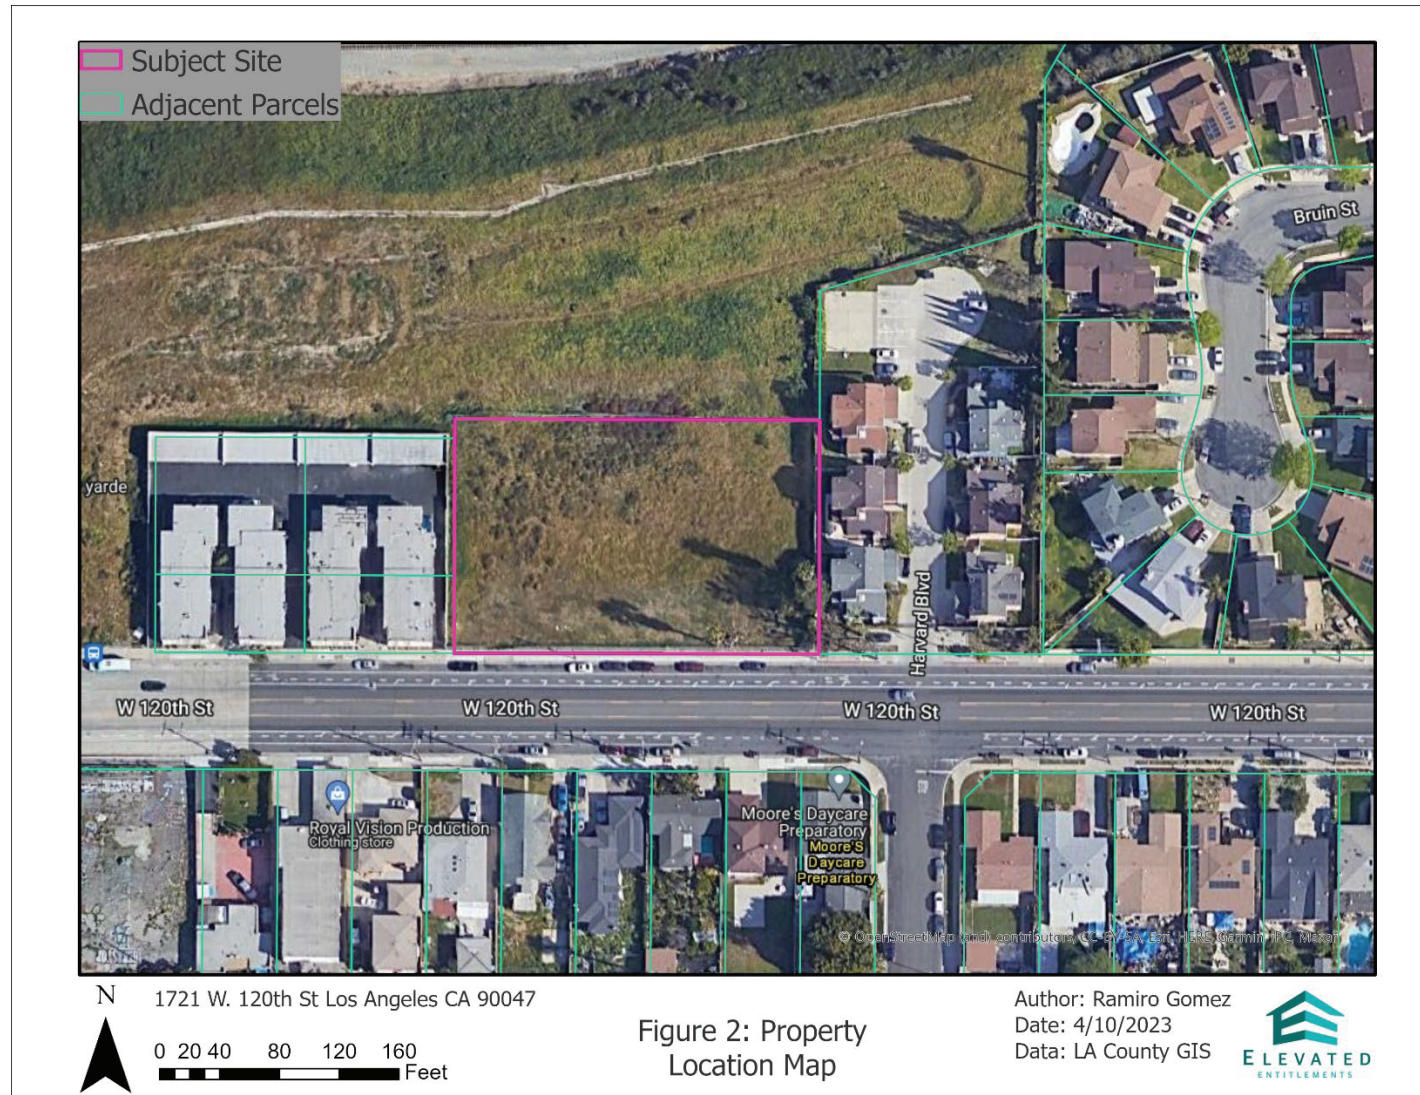 Subject Site
Adjacent Parcels
Bruin St
yarde
Harvard Blvd
W 120th St
W 120th St
W 120th St
W 120th St
Royal Vision Production
Clothing store
Moore's Daycare
Preparatory
Moore'S
Daycare
Preparatory
© OpenStreetMap (and) contributors, CC-BY-SA, Esri, HERE, Garmin, IPC, Maxar
N
1721 W. 120th St Los Angeles CA 90047
0 20 40 80 120 160
Feet
Figure 2: Property
Location Map
Author: Ramiro Gomez
Date: 4/10/2023
Data: LA County GIS
ELEVATED
ENTITLEMENTS